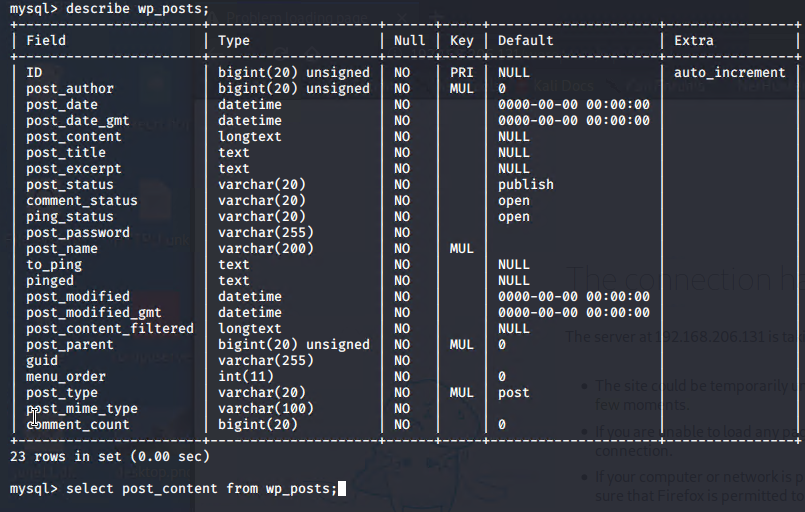 mysql> describe wp_posts;
+-----------------------+---------------------+------+-----+---------------------+----------------+
| Field | Type | Null | Key | Default | Extra |
+-----------------------+---------------------+------+-----+---------------------+----------------+
| ID | bigint(20) unsigned | NO | PRI | NULL | auto_increment |
| post_author | bigint(20) unsigned | NO | MUL | 0 | |
| post_date | datetime | NO | | 0000-00-00 00:00:00 | |
| post_date_gmt | datetime | NO | | 0000-00-00 00:00:00 | |
| post_content | longtext | NO | | NULL | |
| post_title | text | NO | | NULL | |
| post_excerpt | text | NO | | NULL | |
| post_status | varchar(20) | NO | | publish | |
| comment_status | varchar(20) | NO | | open | |
| ping_status | varchar(20) | NO | | open | |
| post_password | varchar(255) | NO | | | |
| post_name | varchar(200) | NO | MUL | | |
| to_ping | text | NO | | NULL | |
| pinged | text | NO | | NULL | |
| post_modified | datetime | NO | | 0000-00-00 00:00:00 | |
| post_modified_gmt | datetime | NO | | 0000-00-00 00:00:00 | |
| post_content_filtered | longtext | NO | | NULL | |
| post_parent | bigint(20) unsigned | NO | MUL | 0 | |
| guid | varchar(255) | NO | | | |
| menu_order | int(11) | NO | | 0 | |
| post_type | varchar(20) | NO | MUL | post | |
| post_mime_type | varchar(100) | NO | | | |
| comment_count | bigint(20) | NO | | 0 | |
+-----------------------+---------------------+------+-----+---------------------+----------------+
23 rows in set (0.00 sec)
mysql> select post_content from wp_posts;
The connection ha
The server at 192.168.206.131 is tak
The site could be temporarily un
few moments.
If you are unable to load any pa
connection.
If your computer or network is p
sure that Firefox is permitted to